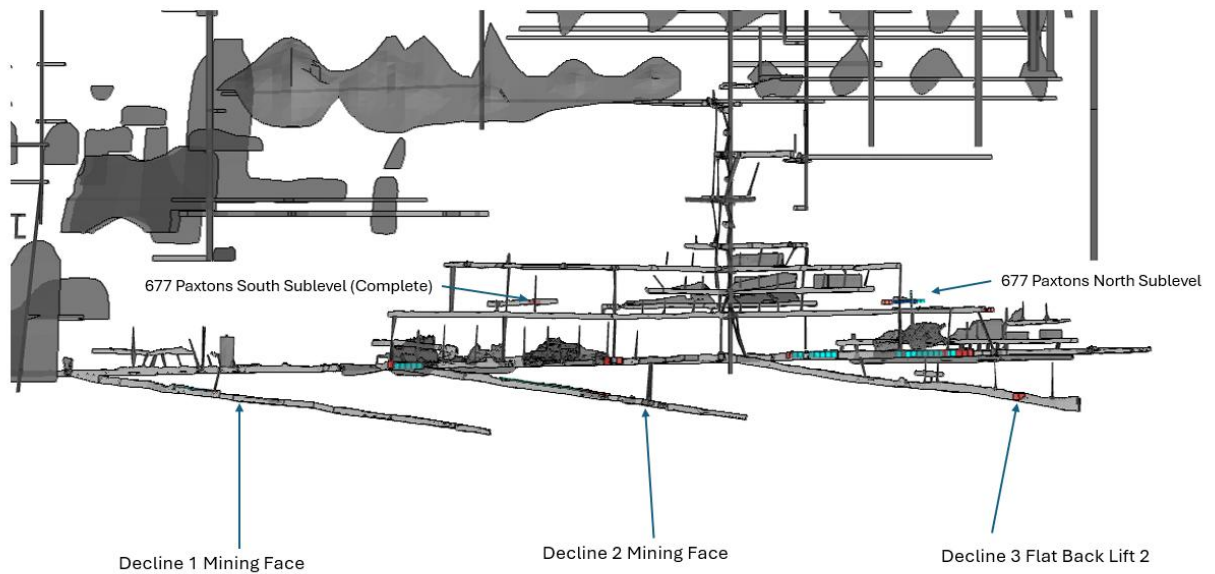 677 Paxtons South Sublevel (Complete)
677 Paxtons North Sublevel
Decline 1 Mining Face
Decline 2 Mining Face
Decline 3 Flat Back Lift 2